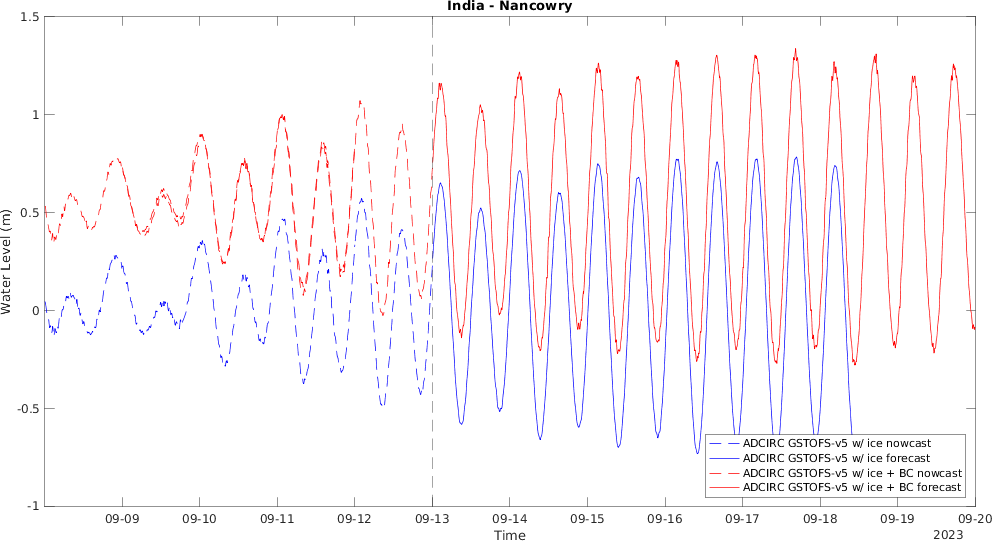 India - Nancowry
1.5
1
0.5
0
-0.5
-1
Water Level (m)
ADCIRC GSTOFS-v5 w/ ice nowcast
ADCIRC GSTOFS-v5 w/ ice forecast
ADCIRC GSTOFS-v5 w/ ice + BC nowcast
ADCIRC GSTOFS-v5 w/ ice + BC forecast
09-09 09-10 09-11 09-12 09-13 09-14 09-15 09-16 09-17 09-18 09-19 09-20
Time
2023